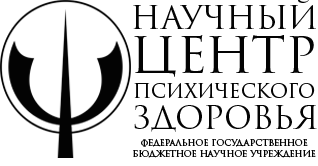 НАУЧНЫЙ
ЦЕНТР
ПСИХИЧЕСКОГО
ЗДОРОВЬЯ
ФЕДЕРАЛЬНОЕ ГОСУДАРСТВЕННОЕ
БЮДЖЕТНОЕ НАУЧНОЕ УЧРЕЖДЕНИЕ